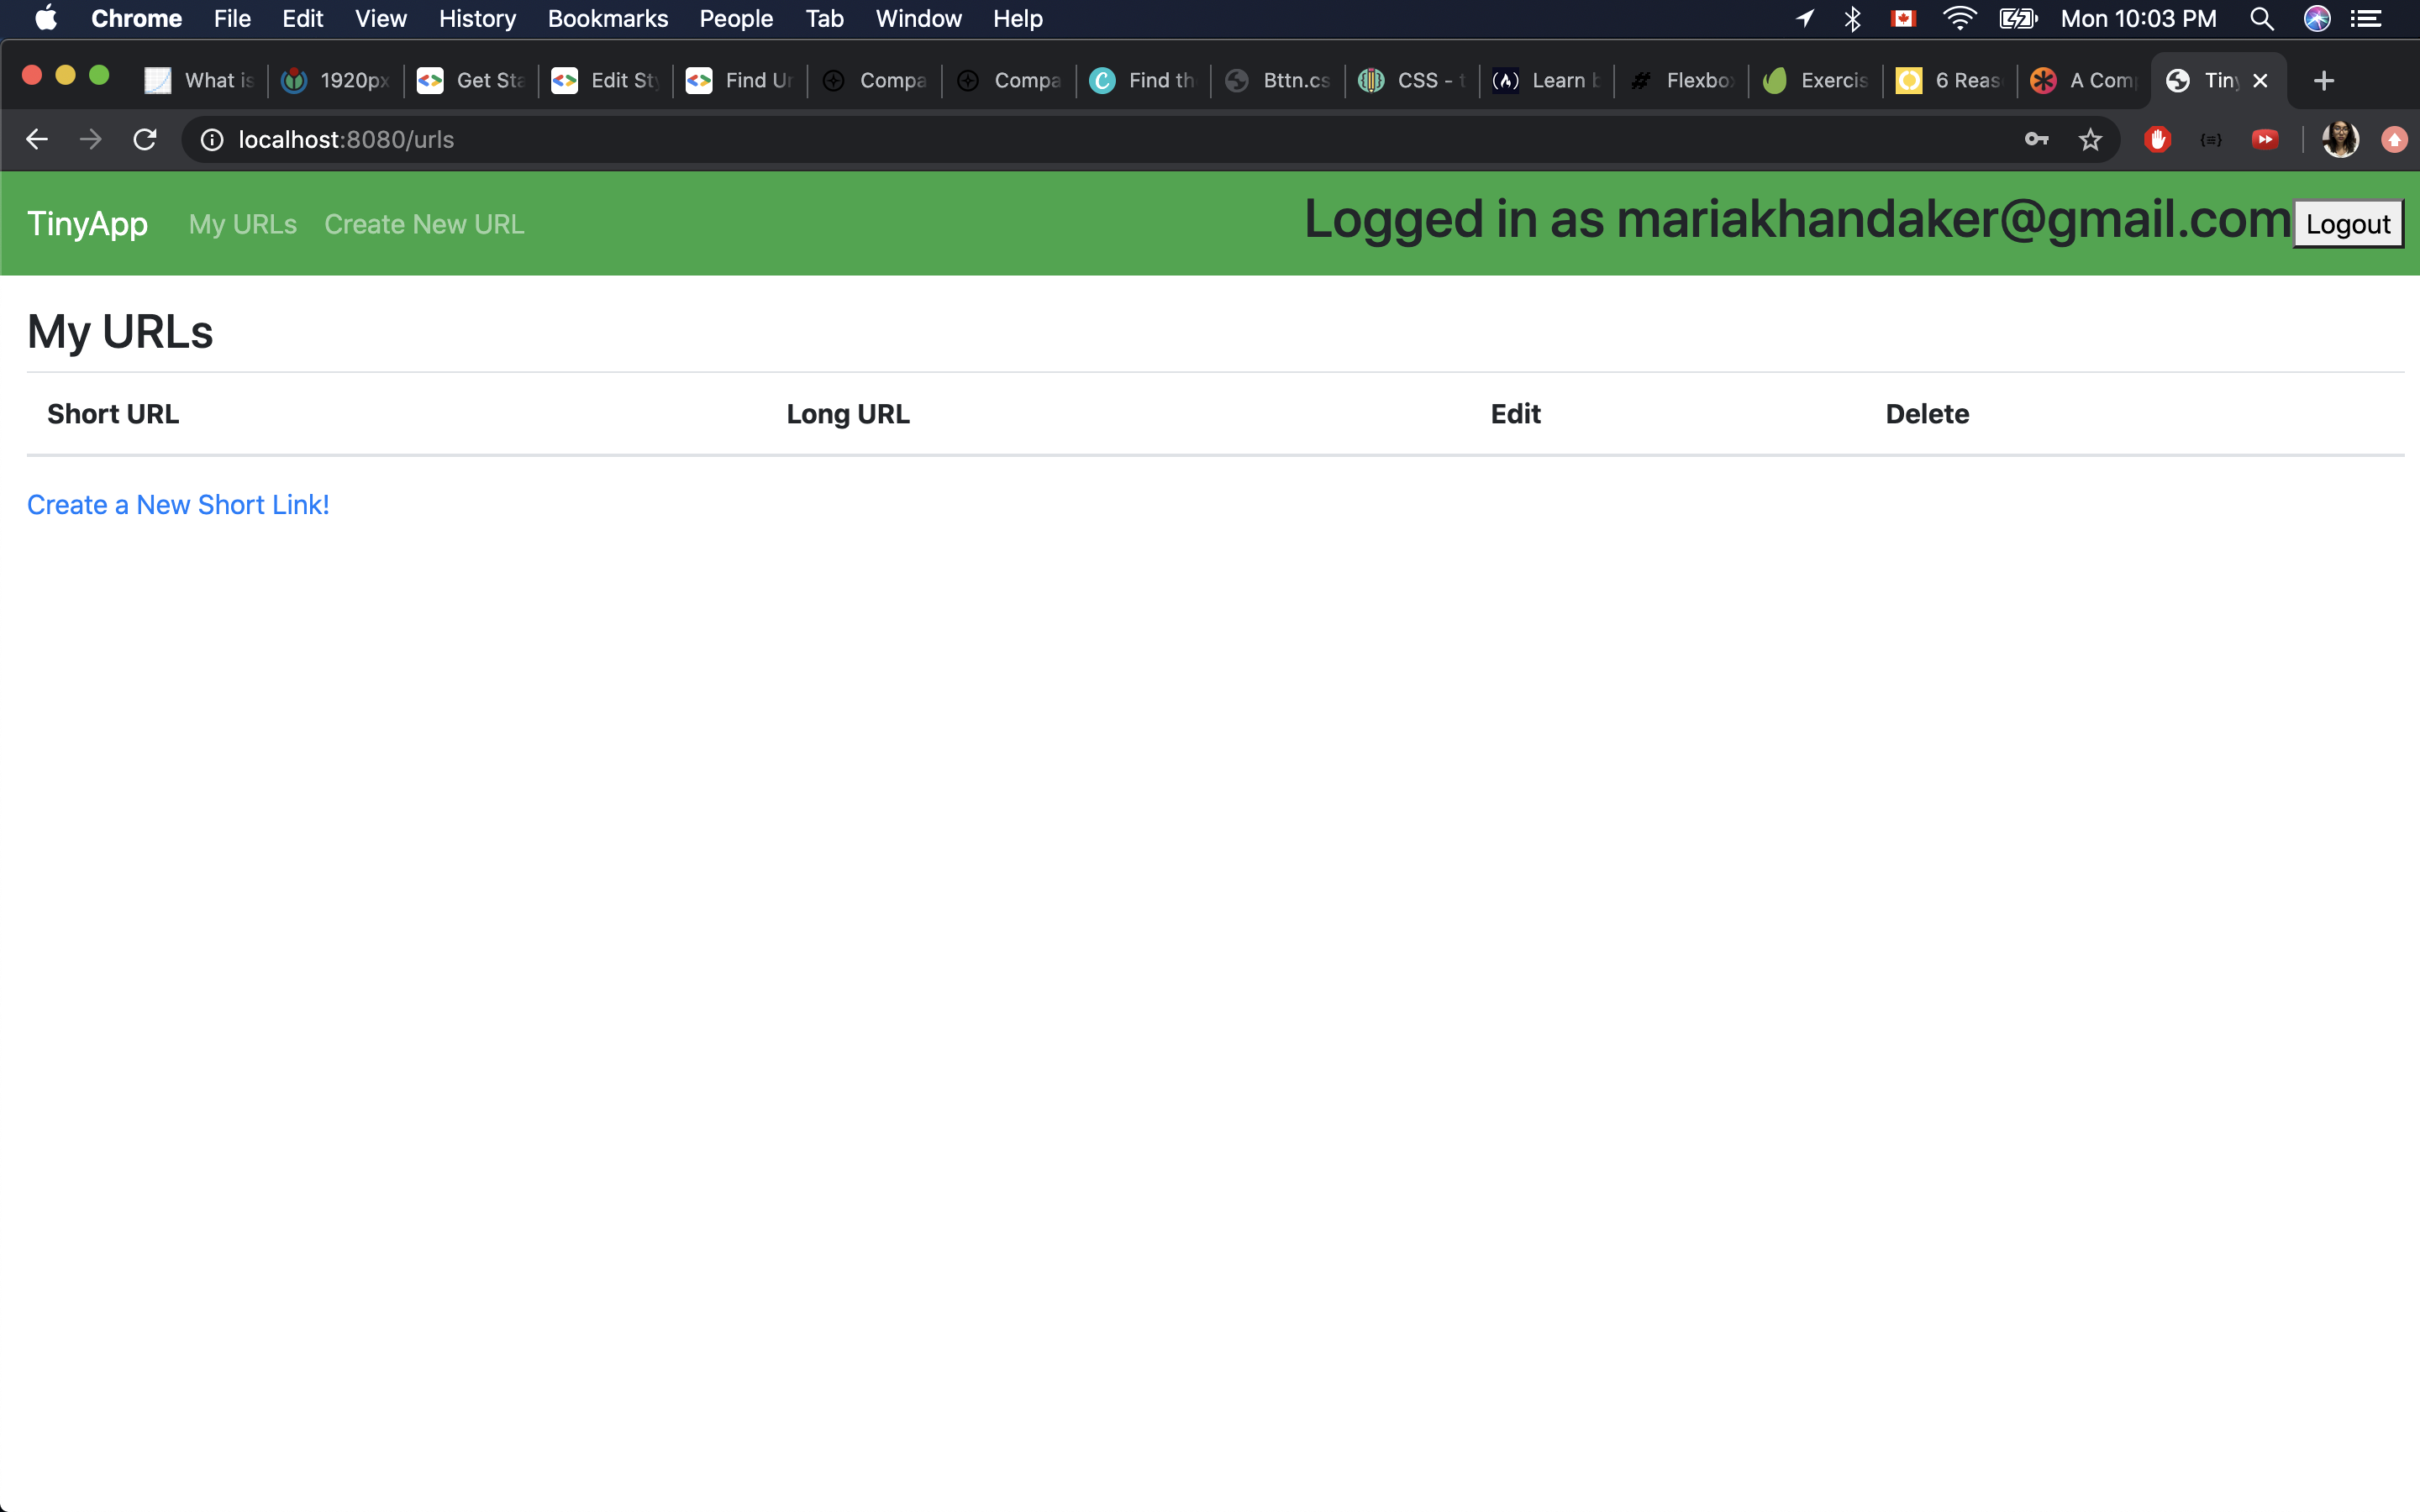 Chrome File Edit View History Bookmarks People Tab Window Help Mon 10:03 PM
What is 1920px Get Sta Edit Sty Find Ur Compa Compa Find th Bttn.cs CSS - t Learn b Flexbo Exercis 6 Reas A Com Tiny
localhost:8080/urls
TinyApp My URLs Create New URL Logged in as mariakhandaker@gmail.com Logout
My URLs
Short URL Long URL Edit Delete
Create a New Short Link!